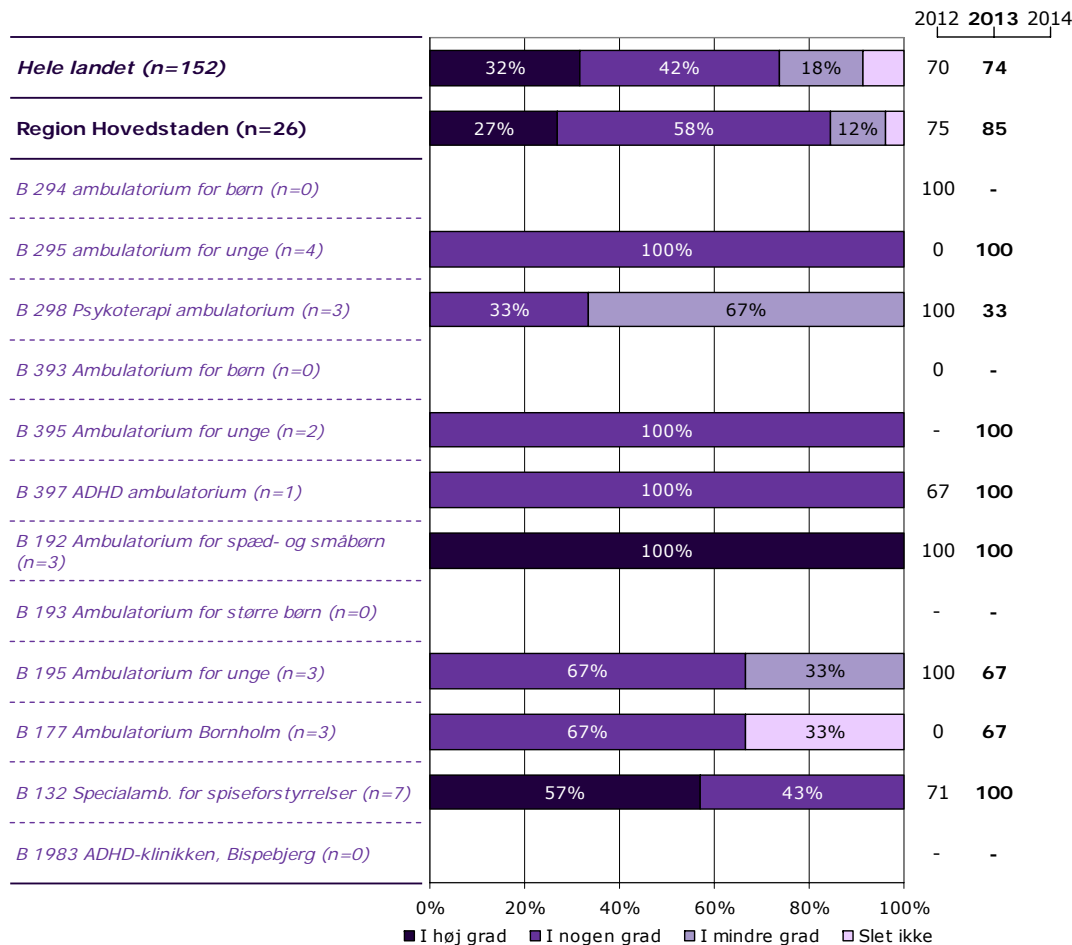 2012 2013 2014
Hele landet (n=152) 32% 42% 18% 70 74
Region Hovedstaden (n=26) 27% 58% 12% 75 85
B 294 ambulatorium for børn (n=0) 100 -
B 295 ambulatorium for unge (n=4) 100% 0 100
B 298 Psykoterapi ambulatorium (n=3) 33% 67% 100 33
B 393 Ambulatorium for børn (n=0) 0 -
B 395 Ambulatorium for unge (n=2) 100% - 100
B 397 ADHD ambulatorium (n=1) 100% 67 100
B 192 Ambulatorium for spæd- og småbørn
(n=3) 100% 100 100
B 193 Ambulatorium for større børn (n=0) - -
B 195 Ambulatorium for unge (n=3) 67% 33% 100 67
B 177 Ambulatorium Bornholm (n=3) 67% 33% 0 67
B 132 Specialamb. for spiseforstyrrelser (n=7) 57% 43% 71 100
B 1983 ADHD-klinikken, Bispebjerg (n=0) - -
0% 20% 40% 60% 80% 100%
I høj grad I nogen grad I mindre grad Slet ikke